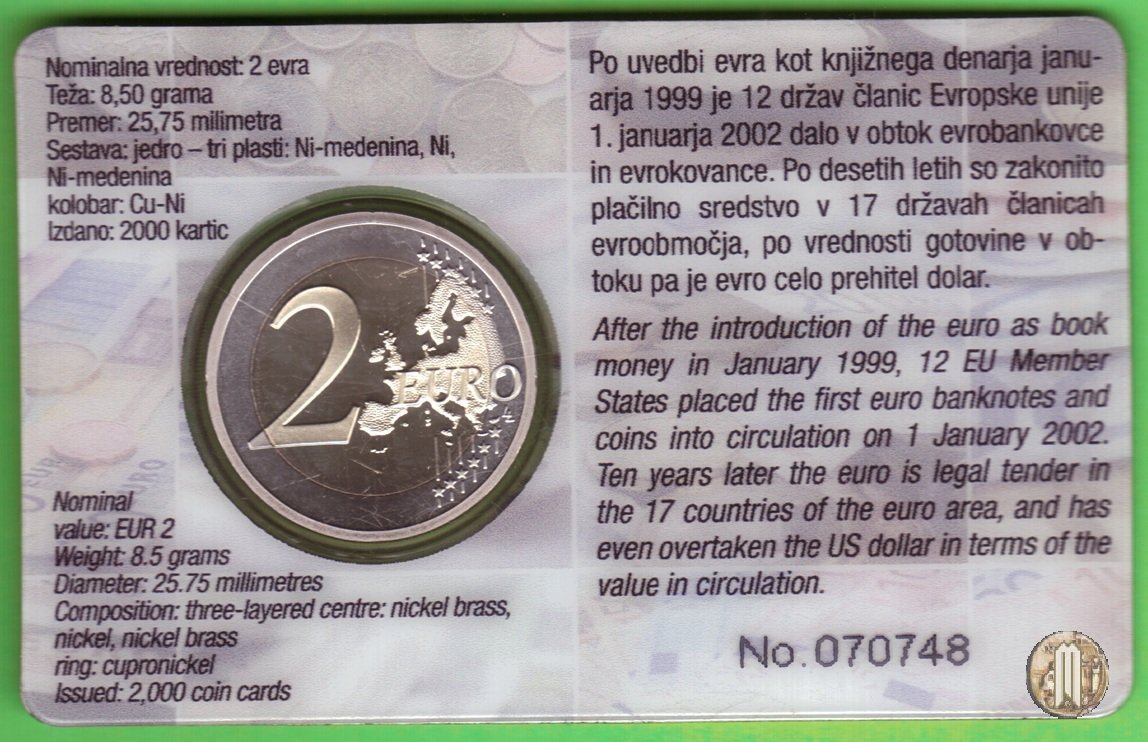 Nominalna vrednost: 2 evra
Teža: 8,50 grama
Premer: 25,75 milimetra
Sestava: jedro – tri plasti: Ni-medenina, Ni,
Ni-medenina
kolobar: Cu-Ni
Izdano: 2000 kartic
2 EURO
Nominal
value: EUR 2
Weight: 8.5 grams
Diameter: 25.75 millimetres
Composition: three-layered centre: nickel brass,
nickel, nickel brass
ring: cupronickel
Issued: 2,000 coin cards
Po uvedbi evra kot knjižnega denarja janu-
arja 1999 je 12 držav članic Evropske unije
1. januarja 2002 dalo v obtok evrobankovce
in evrokovance. Po desetih letih so zakonito
plačilno sredstvo v 17 državah članicah
evroobmočja, po vrednosti gotovine v ob-
toku pa je evro celo prehitel dolar.
After the introduction of the euro as book
money in January 1999, 12 EU Member
States placed the first euro banknotes and
coins into circulation on 1 January 2002.
Ten years later the euro is legal tender in
the 17 countries of the euro area, and has
even overtaken the US dollar in terms of the
value in circulation.
No.070748